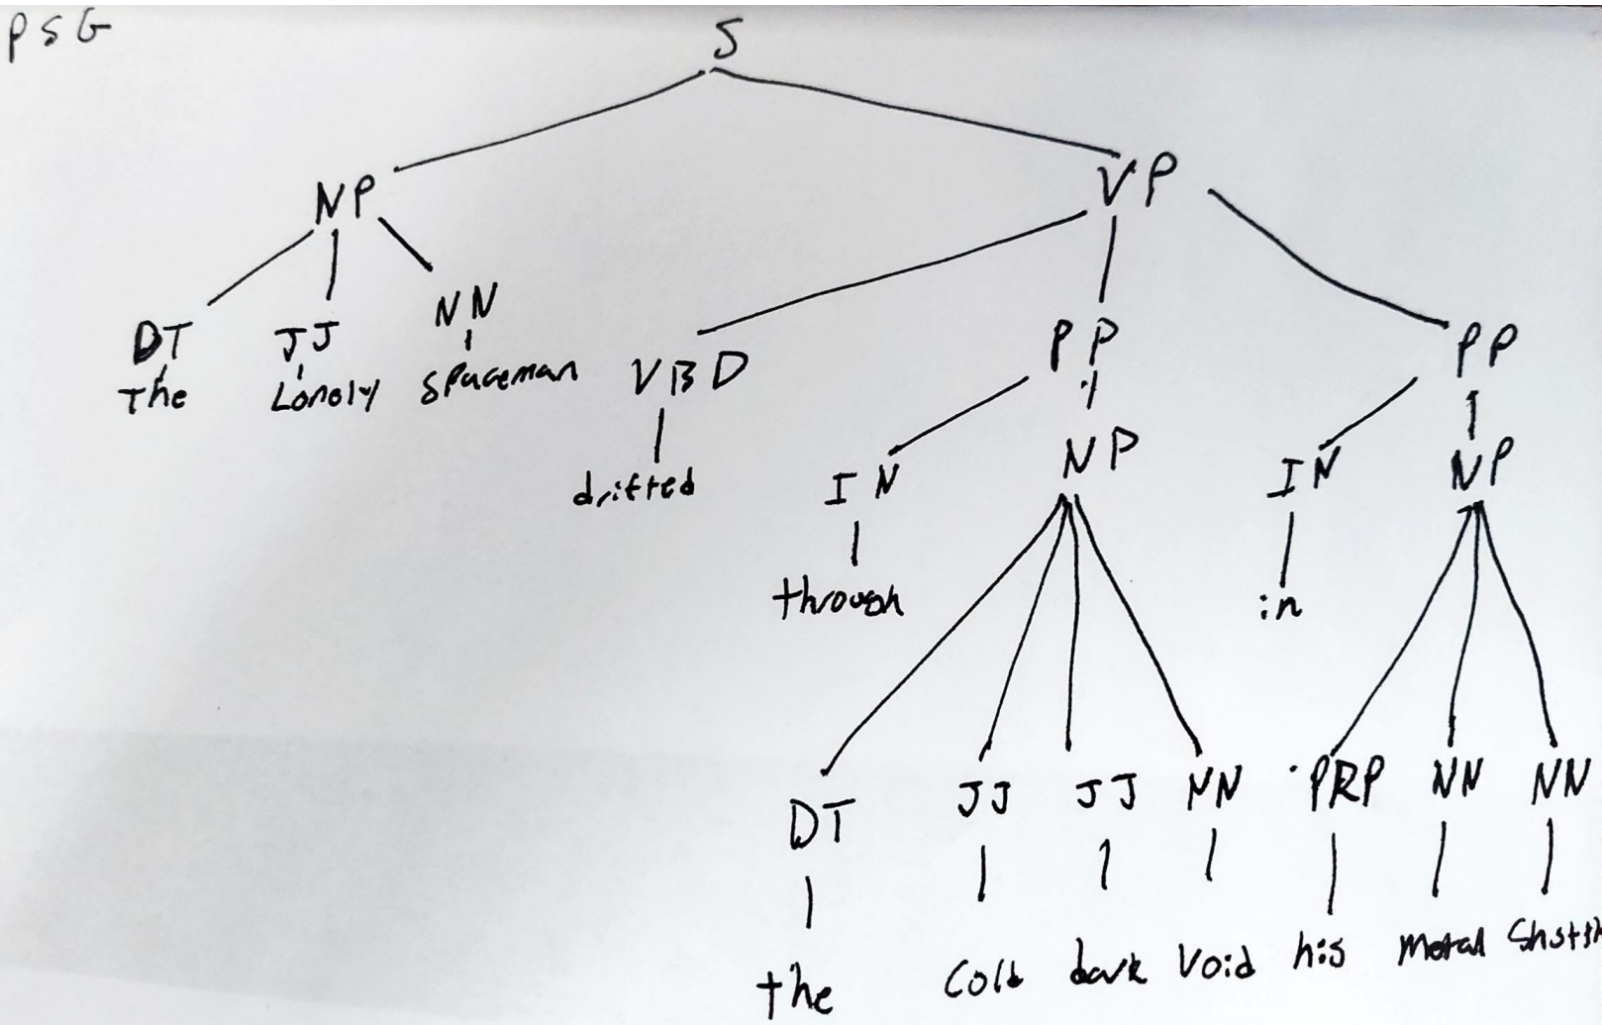 PSG
S
NP VP
DT JJ NN VBD PP PP
The Lonely spaceman drifted IN NP IN NP
through in
DT JJ JJ NN PRP NN NN
the Cold dark Void his Metal